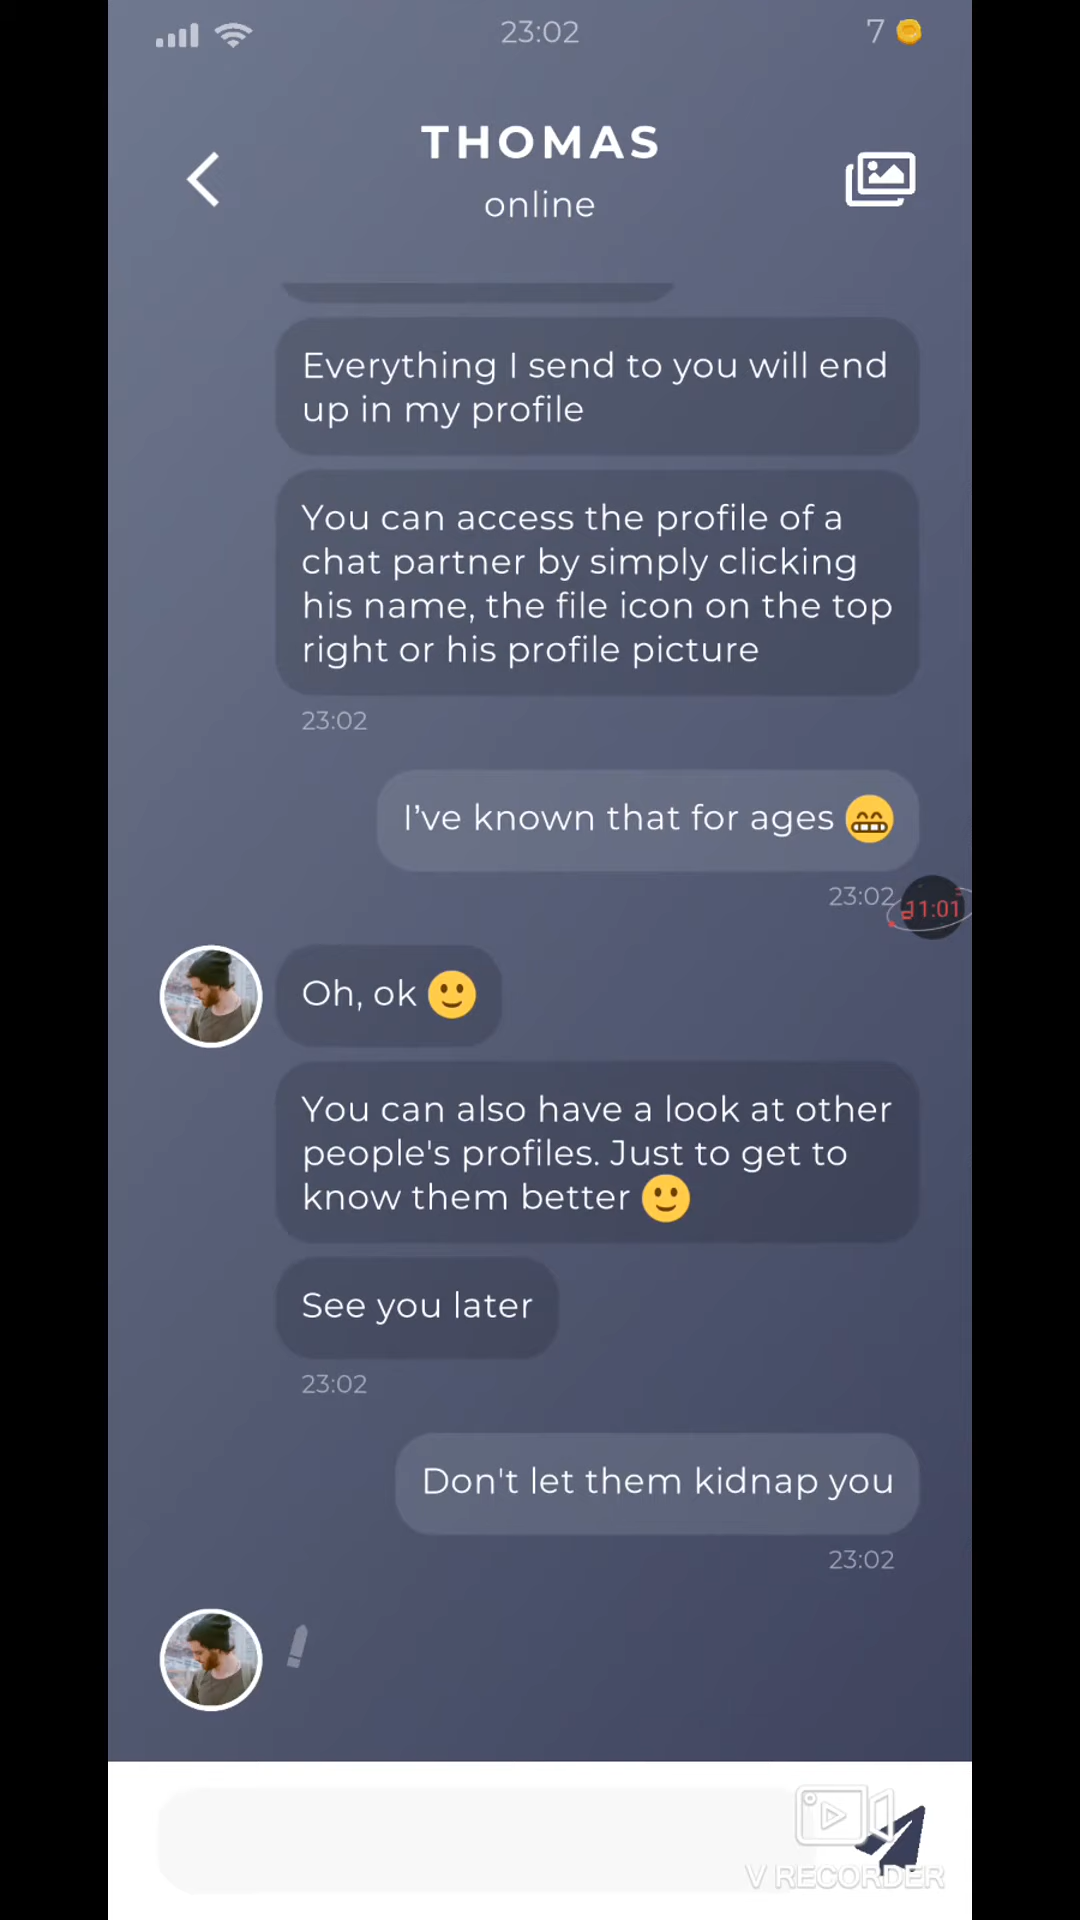 23:02
7
THOMAS
online
Everything I send to you will end
up in my profile
You can access the profile of a
chat partner by simply clicking
his name, the file icon on the top
right or his profile picture
23:02
I've known that for ages 😁
23:02
11:01
Oh, ok 🙂
You can also have a look at other
people's profiles. Just to get to
know them better 🙂
See you later
23:02
Don't let them kidnap you
23:02
V RECORDER